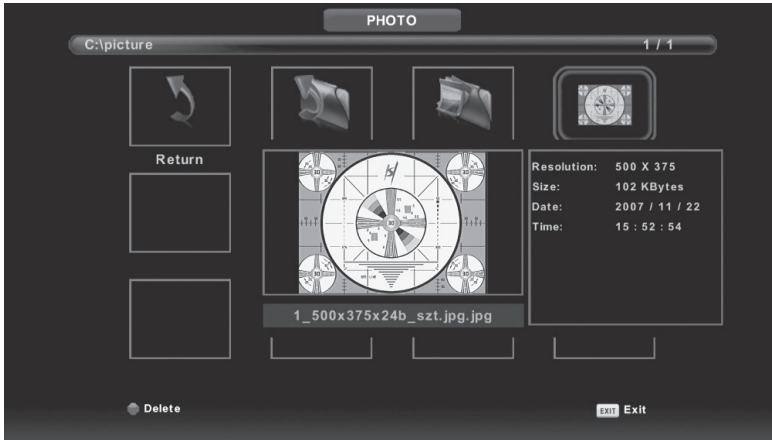 PHOTO
C:\picture 1 / 1
Return
Resolution: 500 X 375
Size: 102 KBytes
Date: 2007 / 11 / 22
Time: 15 : 52 : 54
1_500x375x24b_szt.jpg.jpg
Delete
EXIT Exit